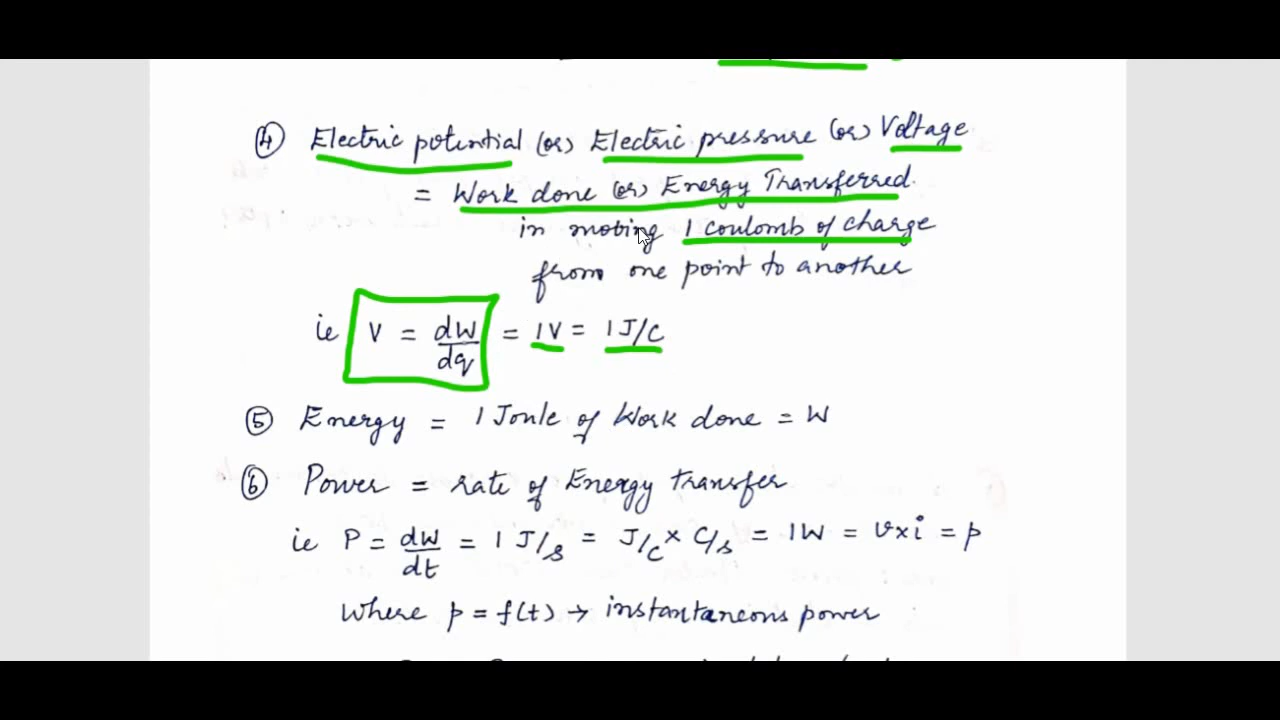 ④ Electric potential (or) Electric pressure (or) Voltage
= Work done (or) Energy Transferred.
in moving 1 coulomb of charge
from one point to another
ie V = dW/dq = 1V = 1 J/C
⑤ Energy = 1 Joule of Work done = W
⑥ Power = rate of Energy transfer
ie P = dW/dt = 1 J/s = J/C × C/s = 1W = v×i = p
Where p = f(t) → instantaneous power